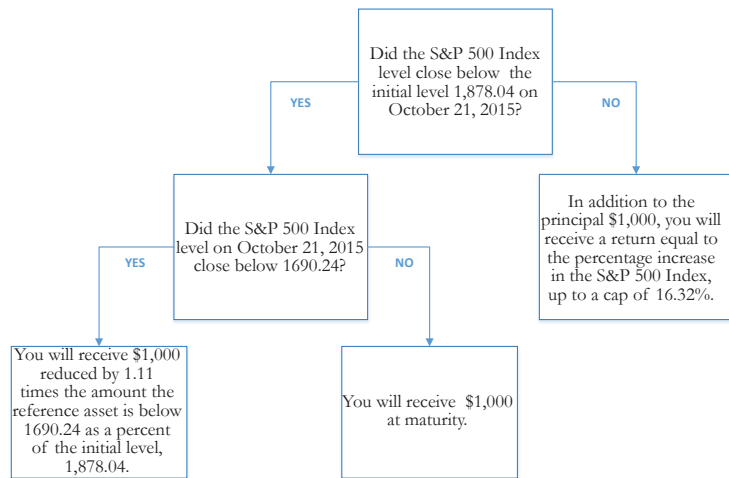 Did the S&P 500 Index
level close below the
initial level 1,878.04 on
October 21, 2015?
YES
NO
Did the S&P 500 Index
level on October 21, 2015
close below 1690.24?
In addition to the
principal $1,000, you will
receive a return equal to
the percentage increase
in the S&P 500 Index,
up to a cap of 16.32%.
YES
NO
You will receive $1,000
reduced by 1.11
times the amount the
reference asset is below
1690.24 as a percent
of the initial level,
1,878.04.
You will receive $1,000
at maturity.